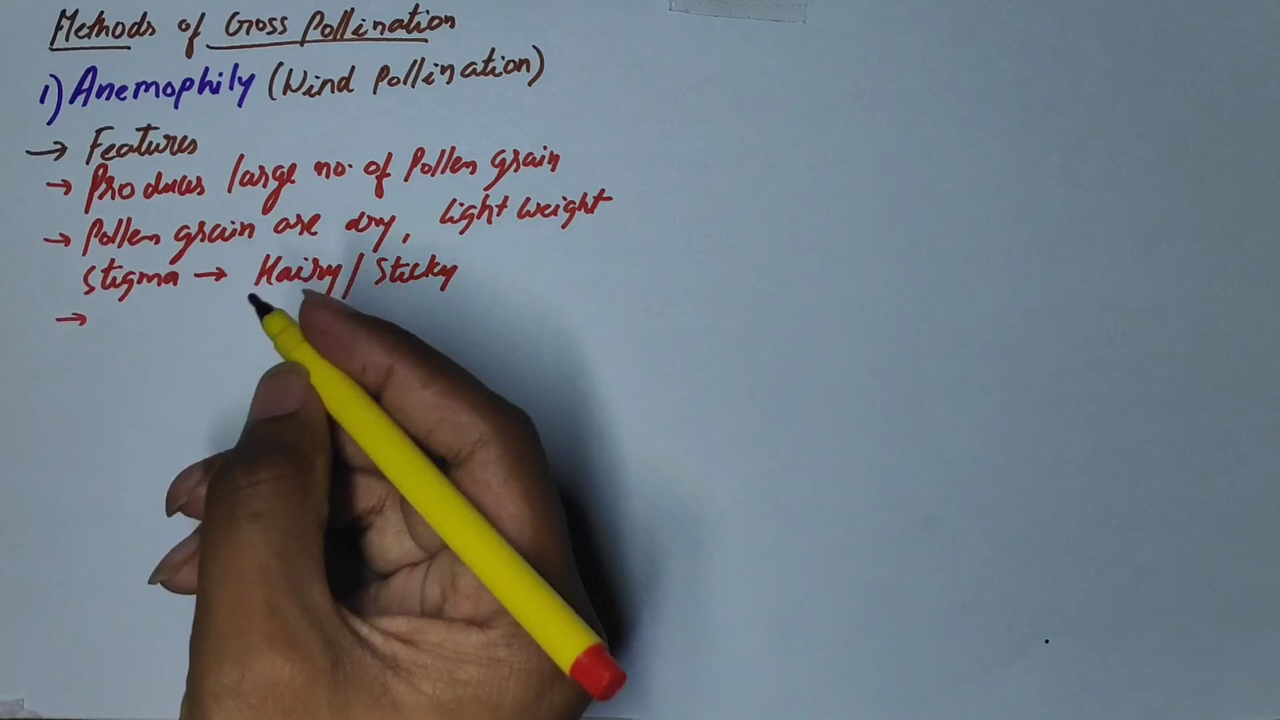 Methods of Cross Pollination
1) Anemophily (Wind Pollination)
→ Features
→ Produces large no. of Pollen grain
→ Pollen grain are dry, light weight
Stigma → Hairy/Sticky
→